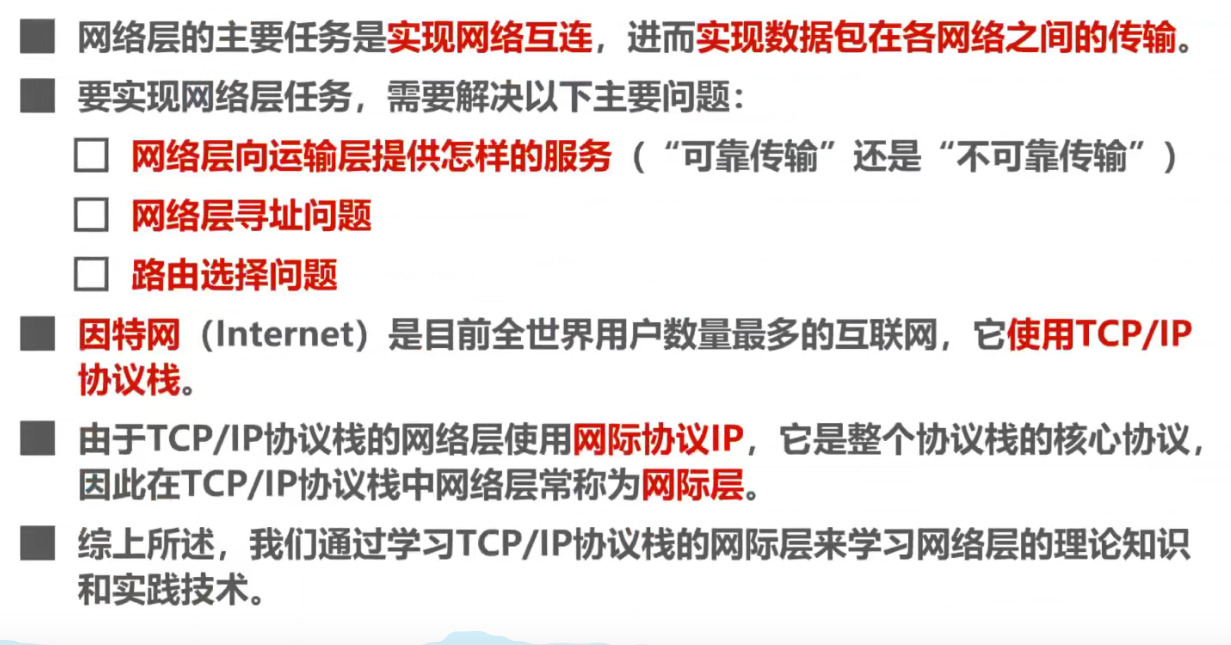 网络层的主要任务是实现网络互连，进而实现数据包在各网络之间的传输。
要实现网络层任务，需要解决以下主要问题：
网络层向运输层提供怎样的服务（“可靠传输”还是“不可靠传输”）
网络层寻址问题
路由选择问题
因特网（Internet）是目前全世界用户数量最多的互联网，它使用TCP/IP
协议栈。
由于TCP/IP协议栈的网络层使用网际协议IP，它是整个协议栈的核心协议，
因此在TCP/IP协议栈中网络层常称为网际层。
综上所述，我们通过学习TCP/IP协议栈的网际层来学习网络层的理论知识
和实践技术。